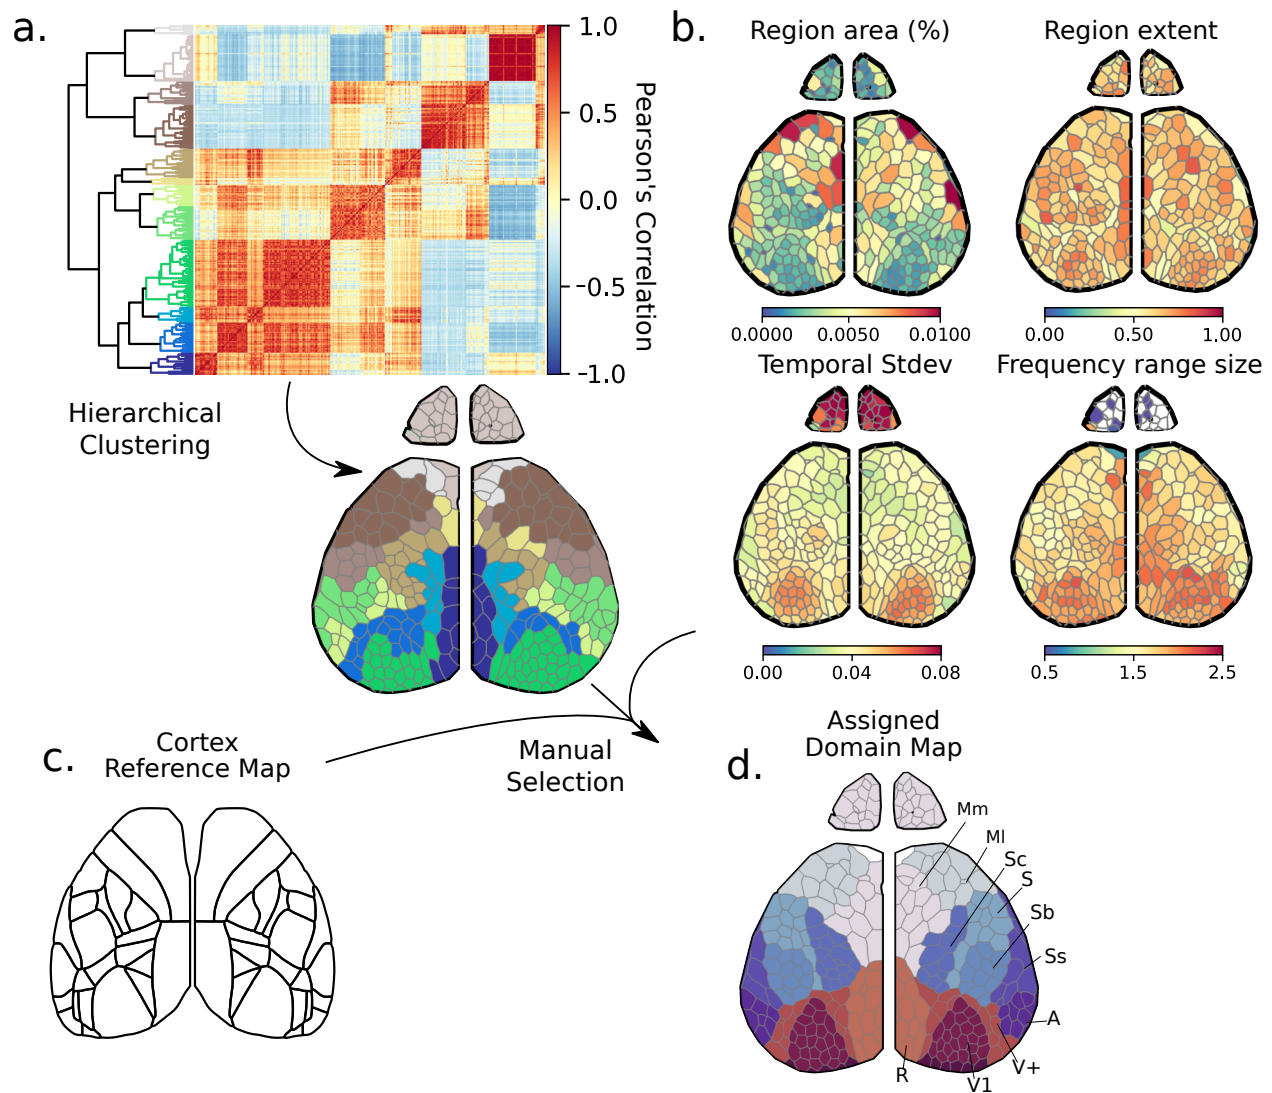 a.
1.0
0.5
0.0
−0.5
−1.0
Pearson's Correlation
Hierarchical
Clustering
b.
Region area (%)
Region extent
0.0000
0.0050
0.0100
0.00
0.50
1.00
Temporal Stdev
Frequency range size
0.00
0.04
0.08
0.5
1.5
2.5
c.
Cortex
Reference Map
Manual
Selection
d.
Assigned
Domain Map
Mm
Ml
Sc
S
Sb
Ss
A
V+
V1
R